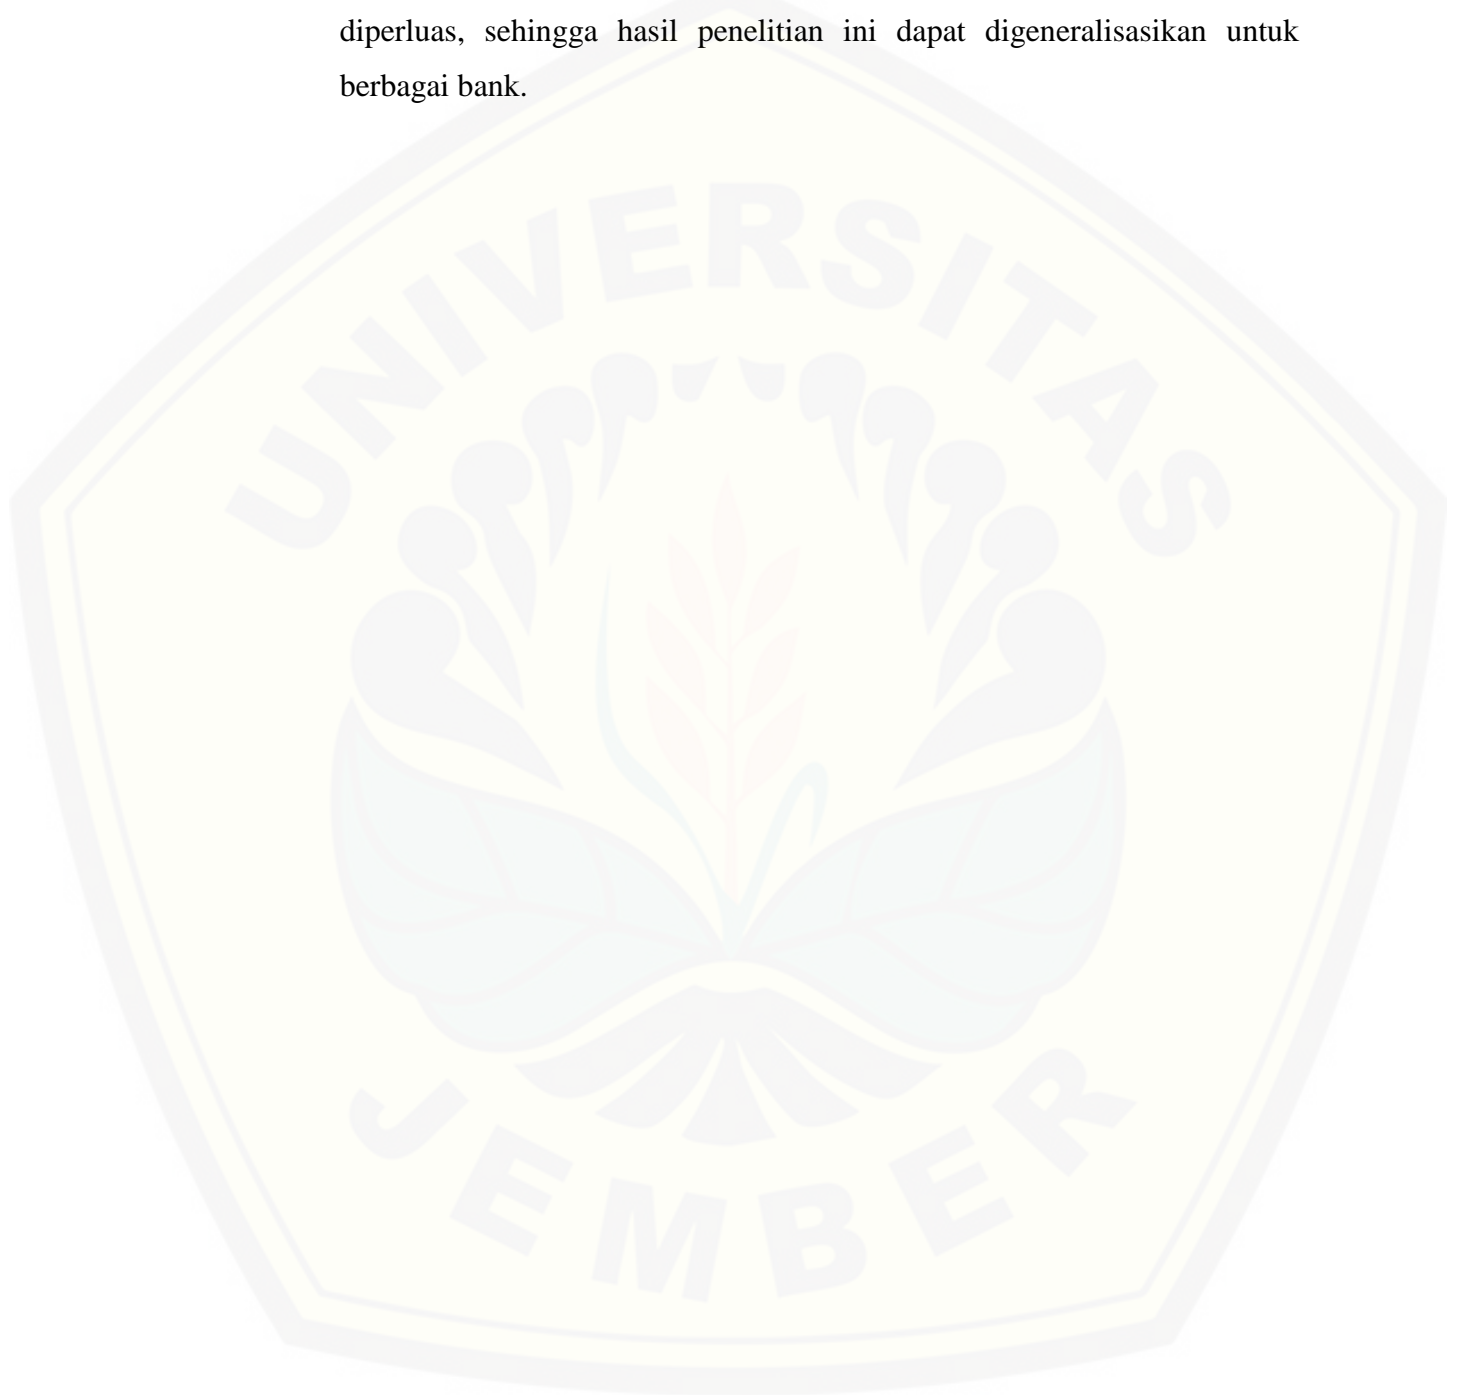 diperluas, sehingga hasil penelitian ini dapat digeneralisasikan untuk
berbagai bank.
UNIVERSITAS
JEMBER